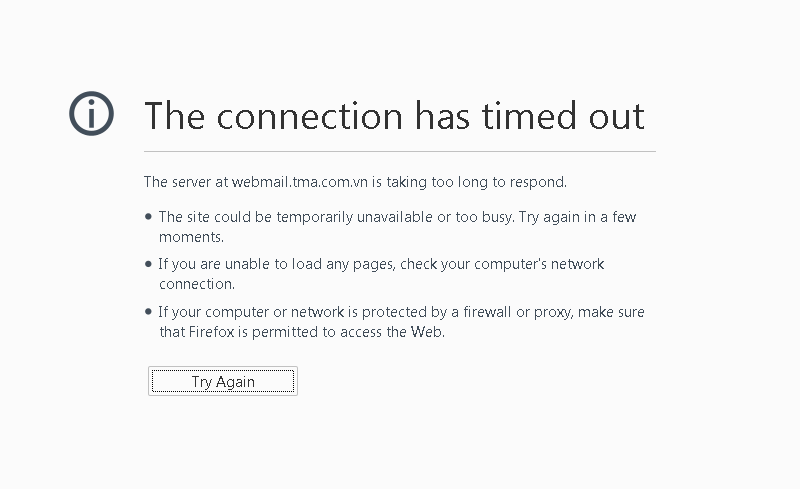 The connection has timed out
The server at webmail.tma.com.vn is taking too long to respond.
• The site could be temporarily unavailable or too busy. Try again in a few
moments.
• If you are unable to load any pages, check your computer's network
connection.
• If your computer or network is protected by a firewall or proxy, make sure
that Firefox is permitted to access the Web.
Try Again